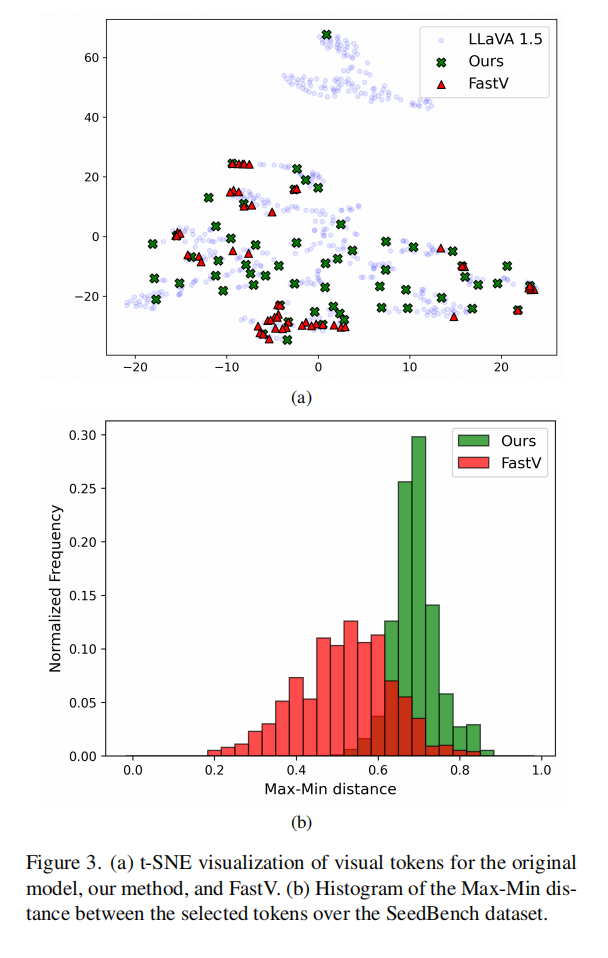 LLaVA 1.5
Ours
FastV
60
40
20
0
−20
−20 −10 0 10 20
(a)
Ours
FastV
0.30
0.25
0.20
0.15
0.10
0.05
0.00
Normalized Frequency
0.0 0.2 0.4 0.6 0.8 1.0
Max-Min distance
(b)
Figure 3. (a) t-SNE visualization of visual tokens for the original
model, our method, and FastV. (b) Histogram of the Max-Min dis-
tance between the selected tokens over the SeedBench dataset.